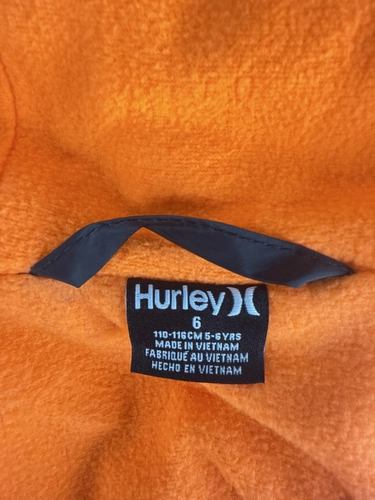 Hurley
6
110-116CM 5-6YRS
MADE IN VIETNAM
FABRIQUÉ AU VIETNAM
HECHO EN VIETNAM